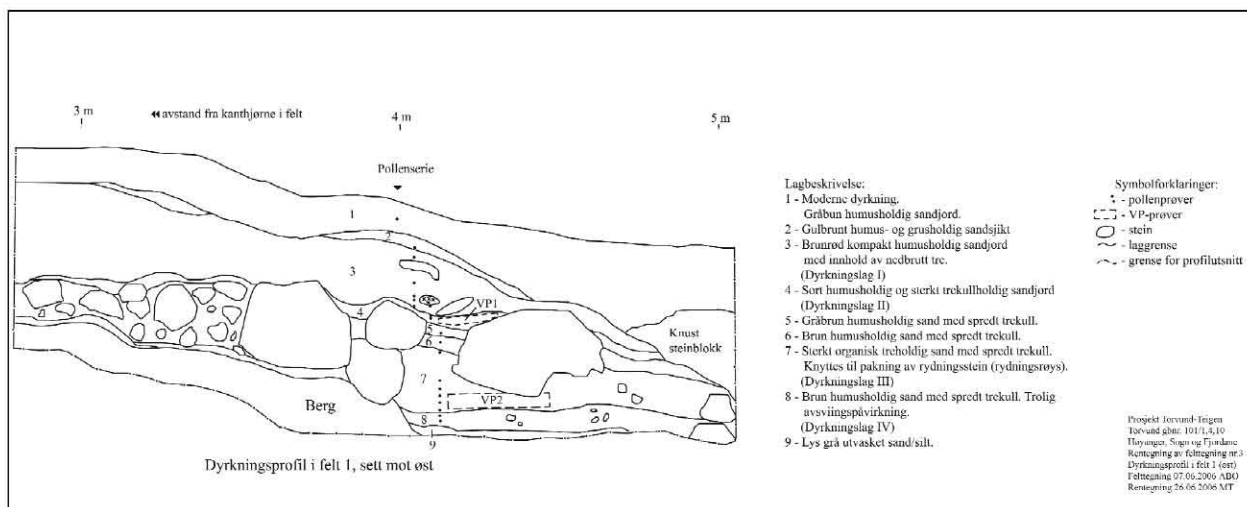 3 m
avstand fra kanthjørne i felt
4 m
5 m
Pollenserie
1
2
3
VP1
4
5
6
7
VP2
8
9
Berg
Knust
steinblokk
Dyrkningsprofil i felt 1, sett mot øst
Lagbeskrivelse:
1 - Moderne dyrkning.
Gråbun humusholdig sandjord.
2 - Gulbrunt humus- og grusholdig sandsjikt
3 - Brunrød kompakt humusholdig sandjord
med innhold av nedbrutt tre.
(Dyrkningslag I)
4 - Sort humusholdig og sterkt trekullholdig sandjord
(Dyrkningslag II)
5 - Gråbrun humusholdig sand med spredt trekull.
6 - Brun humusholdig sand med spredt trekull.
7 - Sterkt organisk treholdig sand med spredt trekull.
Knyttes til pakning av rydningsstein (rydningsrøys).
(Dyrkningslag III)
8 - Brun humusholdig sand med spredt trekull. Trolig
avsviingspåvirkning.
(Dyrkningslag IV)
9 - Lys grå utvasket sand/silt.
Symbolforklaringer:
- pollenprøver
- VP-prøver
- stein
- laggrense
- grense for profilutsnitt
Prosjekt Torvund-Teigen
Torvund gbnr. 101/1,4,10
Høyanger, Sogn og Fjordane
Rentegning av felttegning nr.3
Dyrkningsprofil i felt 1 (øst)
Felttegning 07.06.2006 ABO
Rentegning 26.06.2006 MT